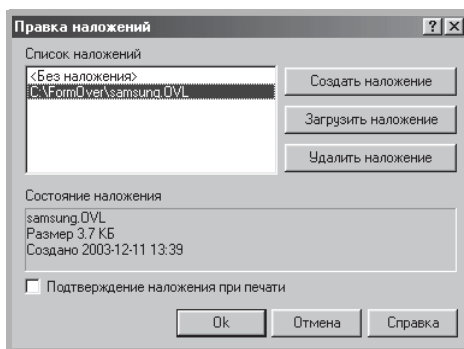 Правка наложений
Список наложений
<Без наложения>
C:\FormOver\samsung.OVL
Создать наложение
Загрузить наложение
Удалить наложение
Состояние наложения
samsung.OVL
Размер 3.7 КБ
Создано 2003-12-11 13:39
Подтверждение наложения при печати
Ok
Отмена
Справка